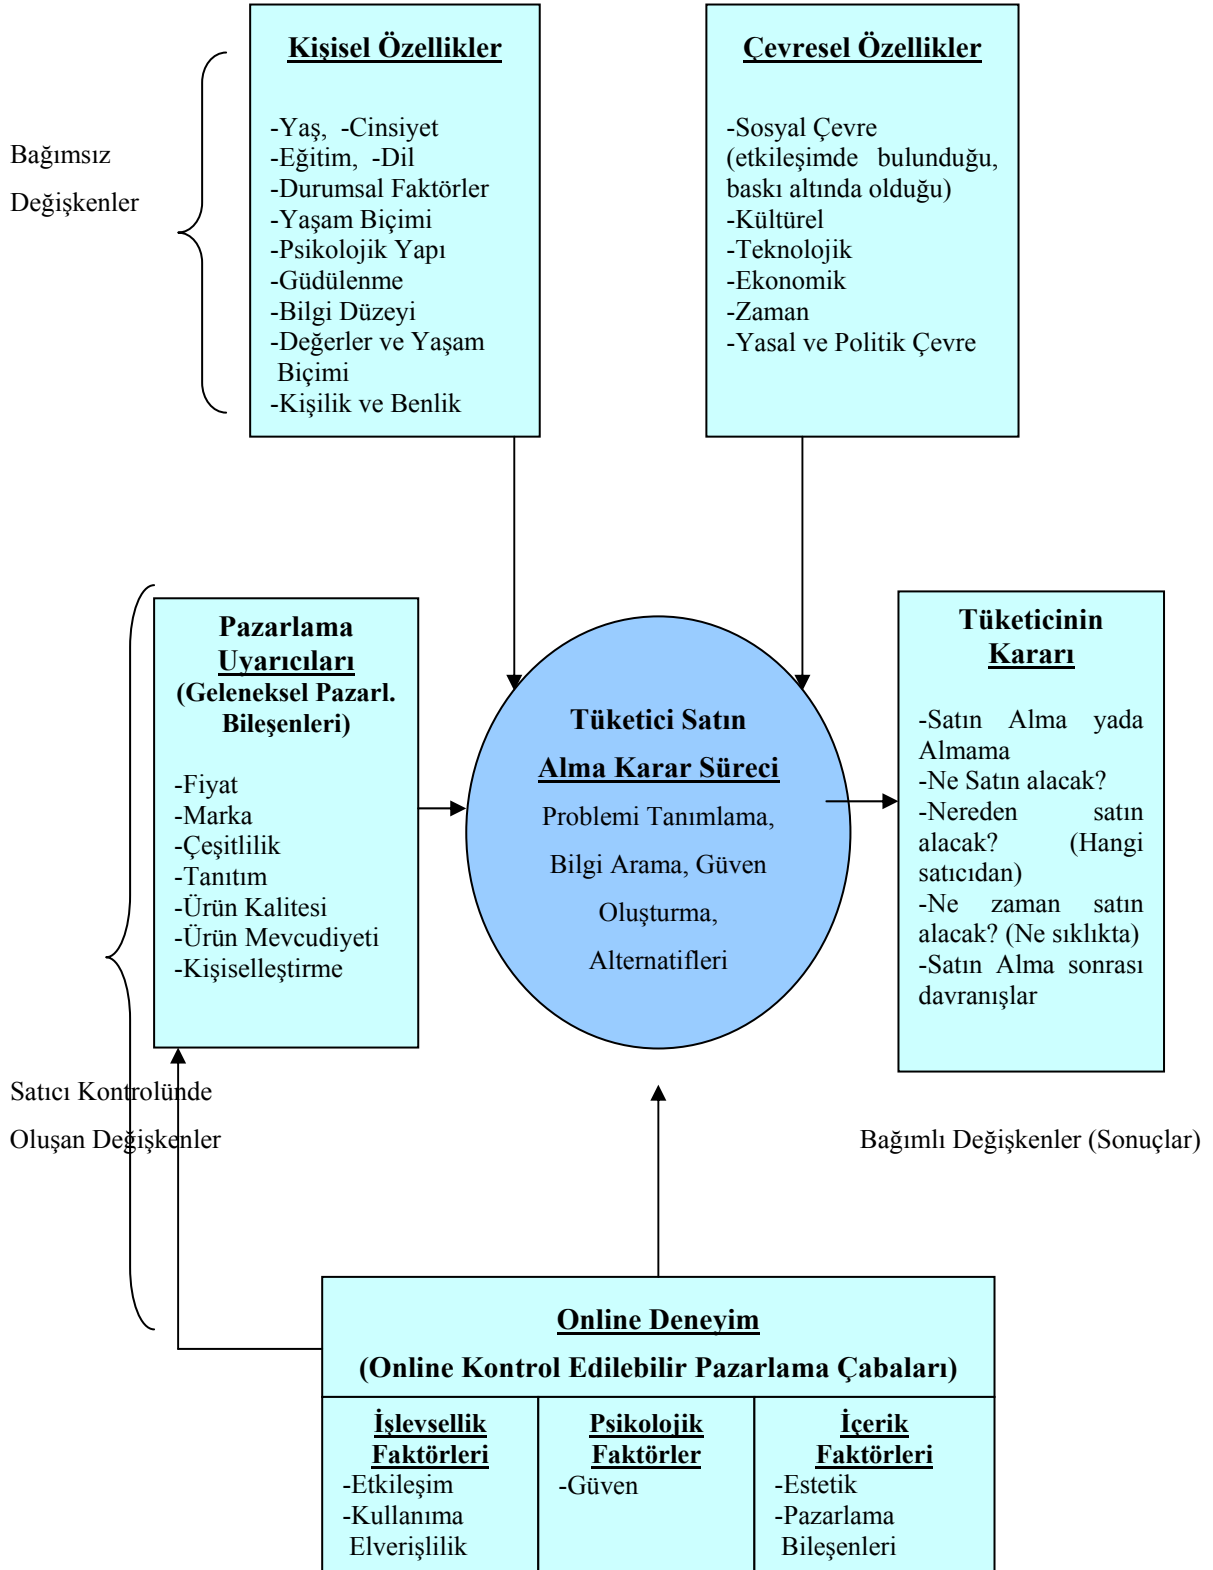 Kişisel Özellikler
-Yaş, -Cinsiyet
-Eğitim, -Dil
-Durumsal Faktörler
-Yaşam Biçimi
-Psikolojik Yapı
-Güdülenme
-Bilgi Düzeyi
-Değerler ve Yaşam
Biçimi
-Kişilik ve Benlik
Çevresel Özellikler
-Sosyal Çevre
(etkileşimde bulunduğu,
baskı altında olduğu)
-Kültürel
-Teknolojik
-Ekonomik
-Zaman
-Yasal ve Politik Çevre
Bağımsız
Değişkenler
Pazarlama
Uyarıcıları
(Geleneksel Pazarl.
Bileşenleri)
-Fiyat
-Marka
-Çeşitlilik
-Tanıtım
-Ürün Kalitesi
-Ürün Mevcudiyeti
-Kişiselleştirme
Tüketici Satın
Alma Karar Süreci
Problemi Tanımlama,
Bilgi Arama, Güven
Oluşturma,
Alternatifleri
Tüketicinin
Kararı
-Satın Alma yada
Almama
-Ne Satın alacak?
-Nereden satın
alacak? (Hangi
satıcıdan)
-Ne zaman satın
alacak? (Ne sıklıkta)
-Satın Alma sonrası
davranışlar
Satıcı Kontrolünde
Oluşan Değişkenler
Bağımlı Değişkenler (Sonuçlar)
Online Deneyim
(Online Kontrol Edilebilir Pazarlama Çabaları)
İşlevsellik
Faktörleri
-Etkileşim
-Kullanıma
Elverişlilik
Psikolojik
Faktörler
-Güven
İçerik
Faktörleri
-Estetik
-Pazarlama
Bileşenleri